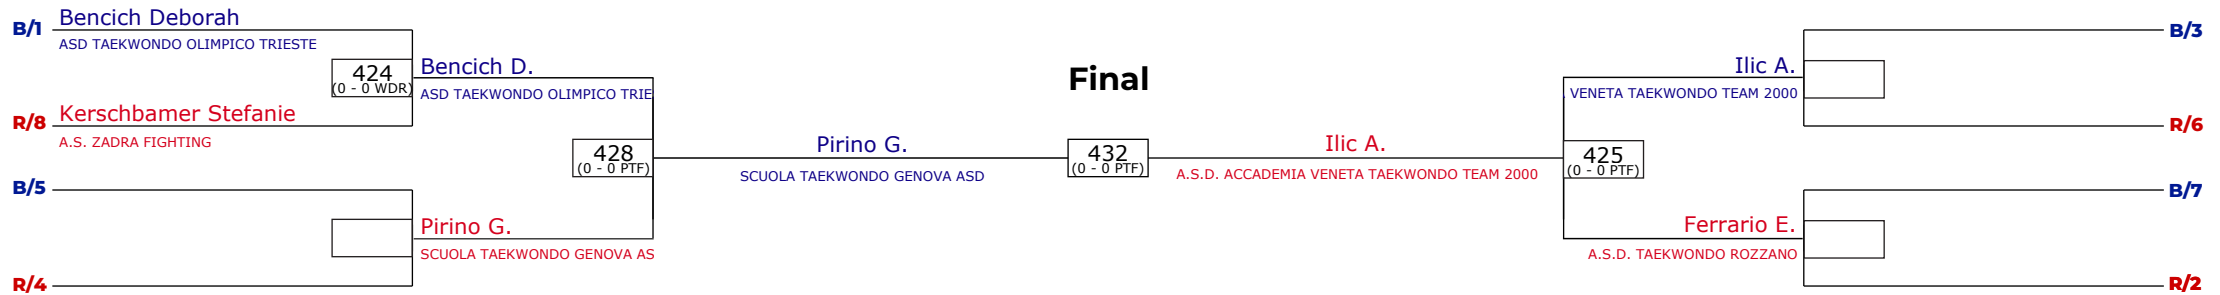 B/1
Bencich Deborah
ASD TAEKWONDO OLIMPICO TRIESTE
424
(0 - 0 WDR)
R/8
Kerschbamer Stefanie
A.S. ZADRA FIGHTING
Bencich D.
ASD TAEKWONDO OLIMPICO TRIE
B/5
R/4
Pirino G.
SCUOLA TAEKWONDO GENOVA AS
428
(0 - 0 PTF)
Pirino G.
SCUOLA TAEKWONDO GENOVA ASD
Final
432
(0 - 0 PTF)
Ilic A.
A.S.D. ACCADEMIA VENETA TAEKWONDO TEAM 2000
425
(0 - 0 PTF)
Ilic A.
VENETA TAEKWONDO TEAM 2000
Ferrario E.
A.S.D. TAEKWONDO ROZZANO
B/3
R/6
B/7
R/2